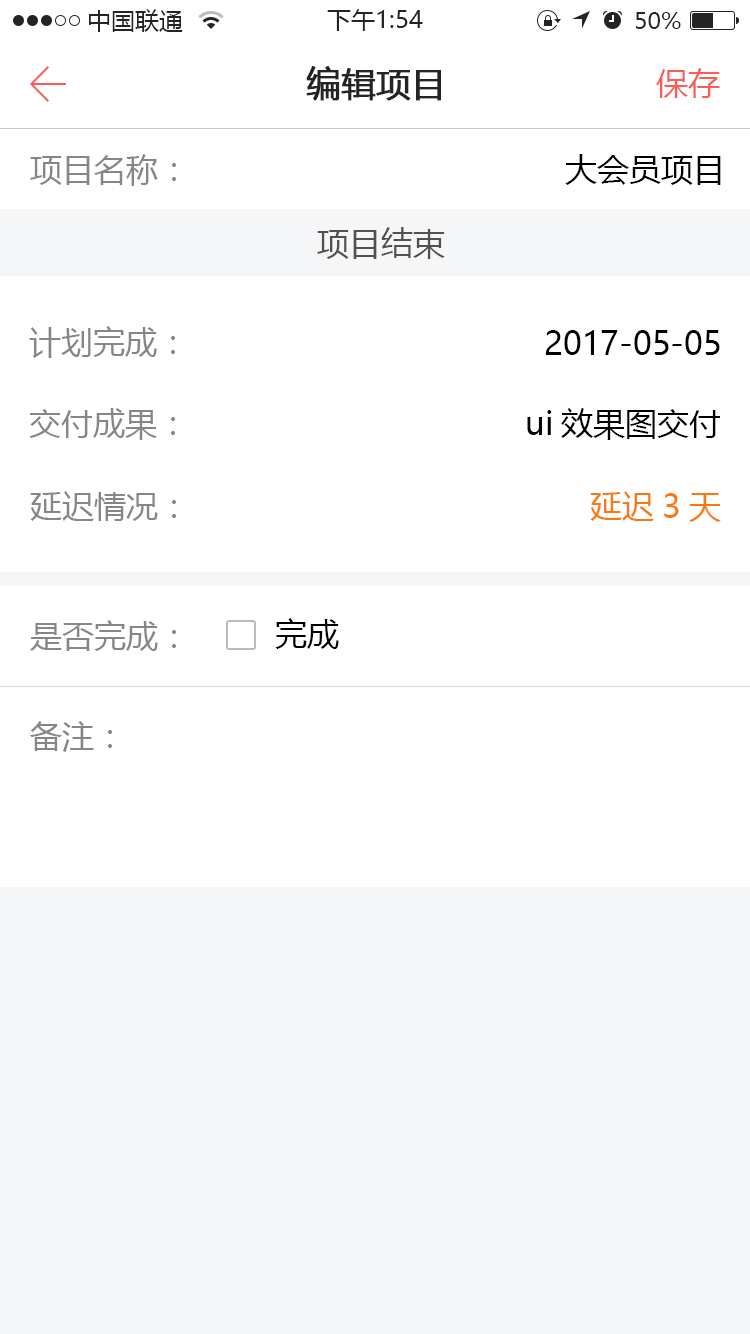 中国联通 下午1:54 50%
编辑项目 保存
项目名称： 大会员项目
项目结束
计划完成： 2017-05-05
交付成果： ui 效果图交付
延迟情况： 延迟 3 天
是否完成： 完成
备注：